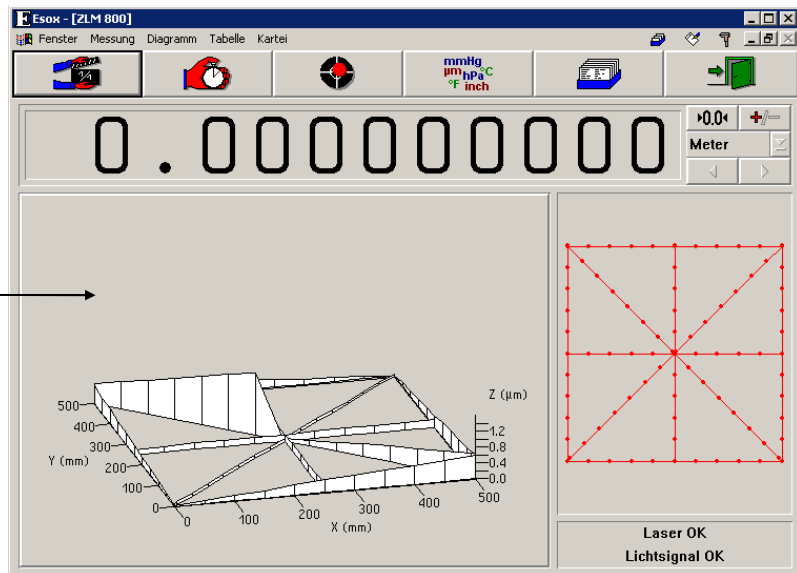 Esox - [ZLM 800]
Fenster Messung Diagramm Tabelle Kartei
1/1
mmHg
µm hPa °C
°F inch
0.000000000
0.0
+/-
Meter
Z (µm)
1.2
0.8
0.4
0.0
500
400
300
200
100
0
Y (mm)
0
100
200
300
400
500
X (mm)
Laser OK
Lichtsignal OK